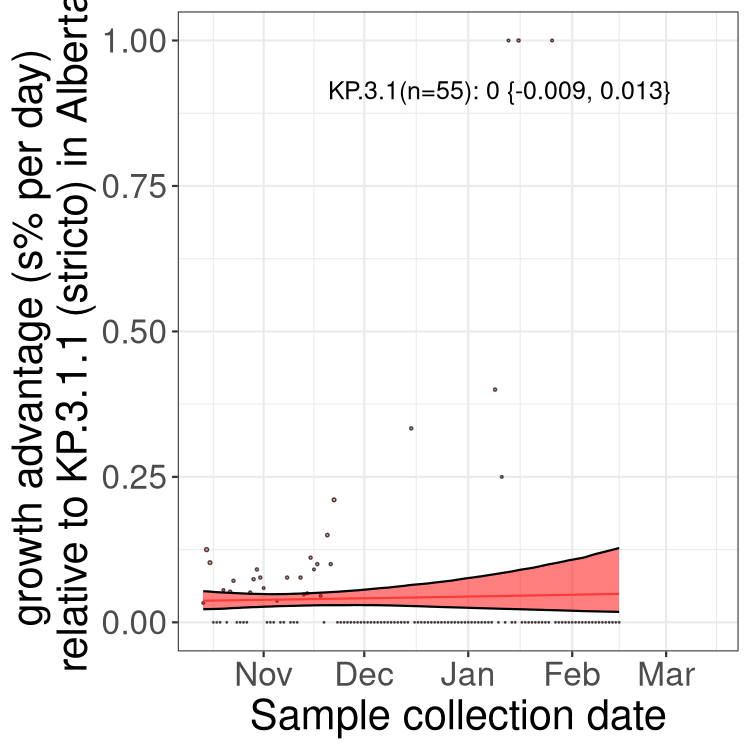 growth advantage (s% per day)
relative to KP.3.1.1 (stricto) in Alberta
1.00
0.75
0.50
0.25
0.00
KP.3.1(n=55): 0 {-0.009, 0.013}
Nov Dec Jan Feb Mar
Sample collection date